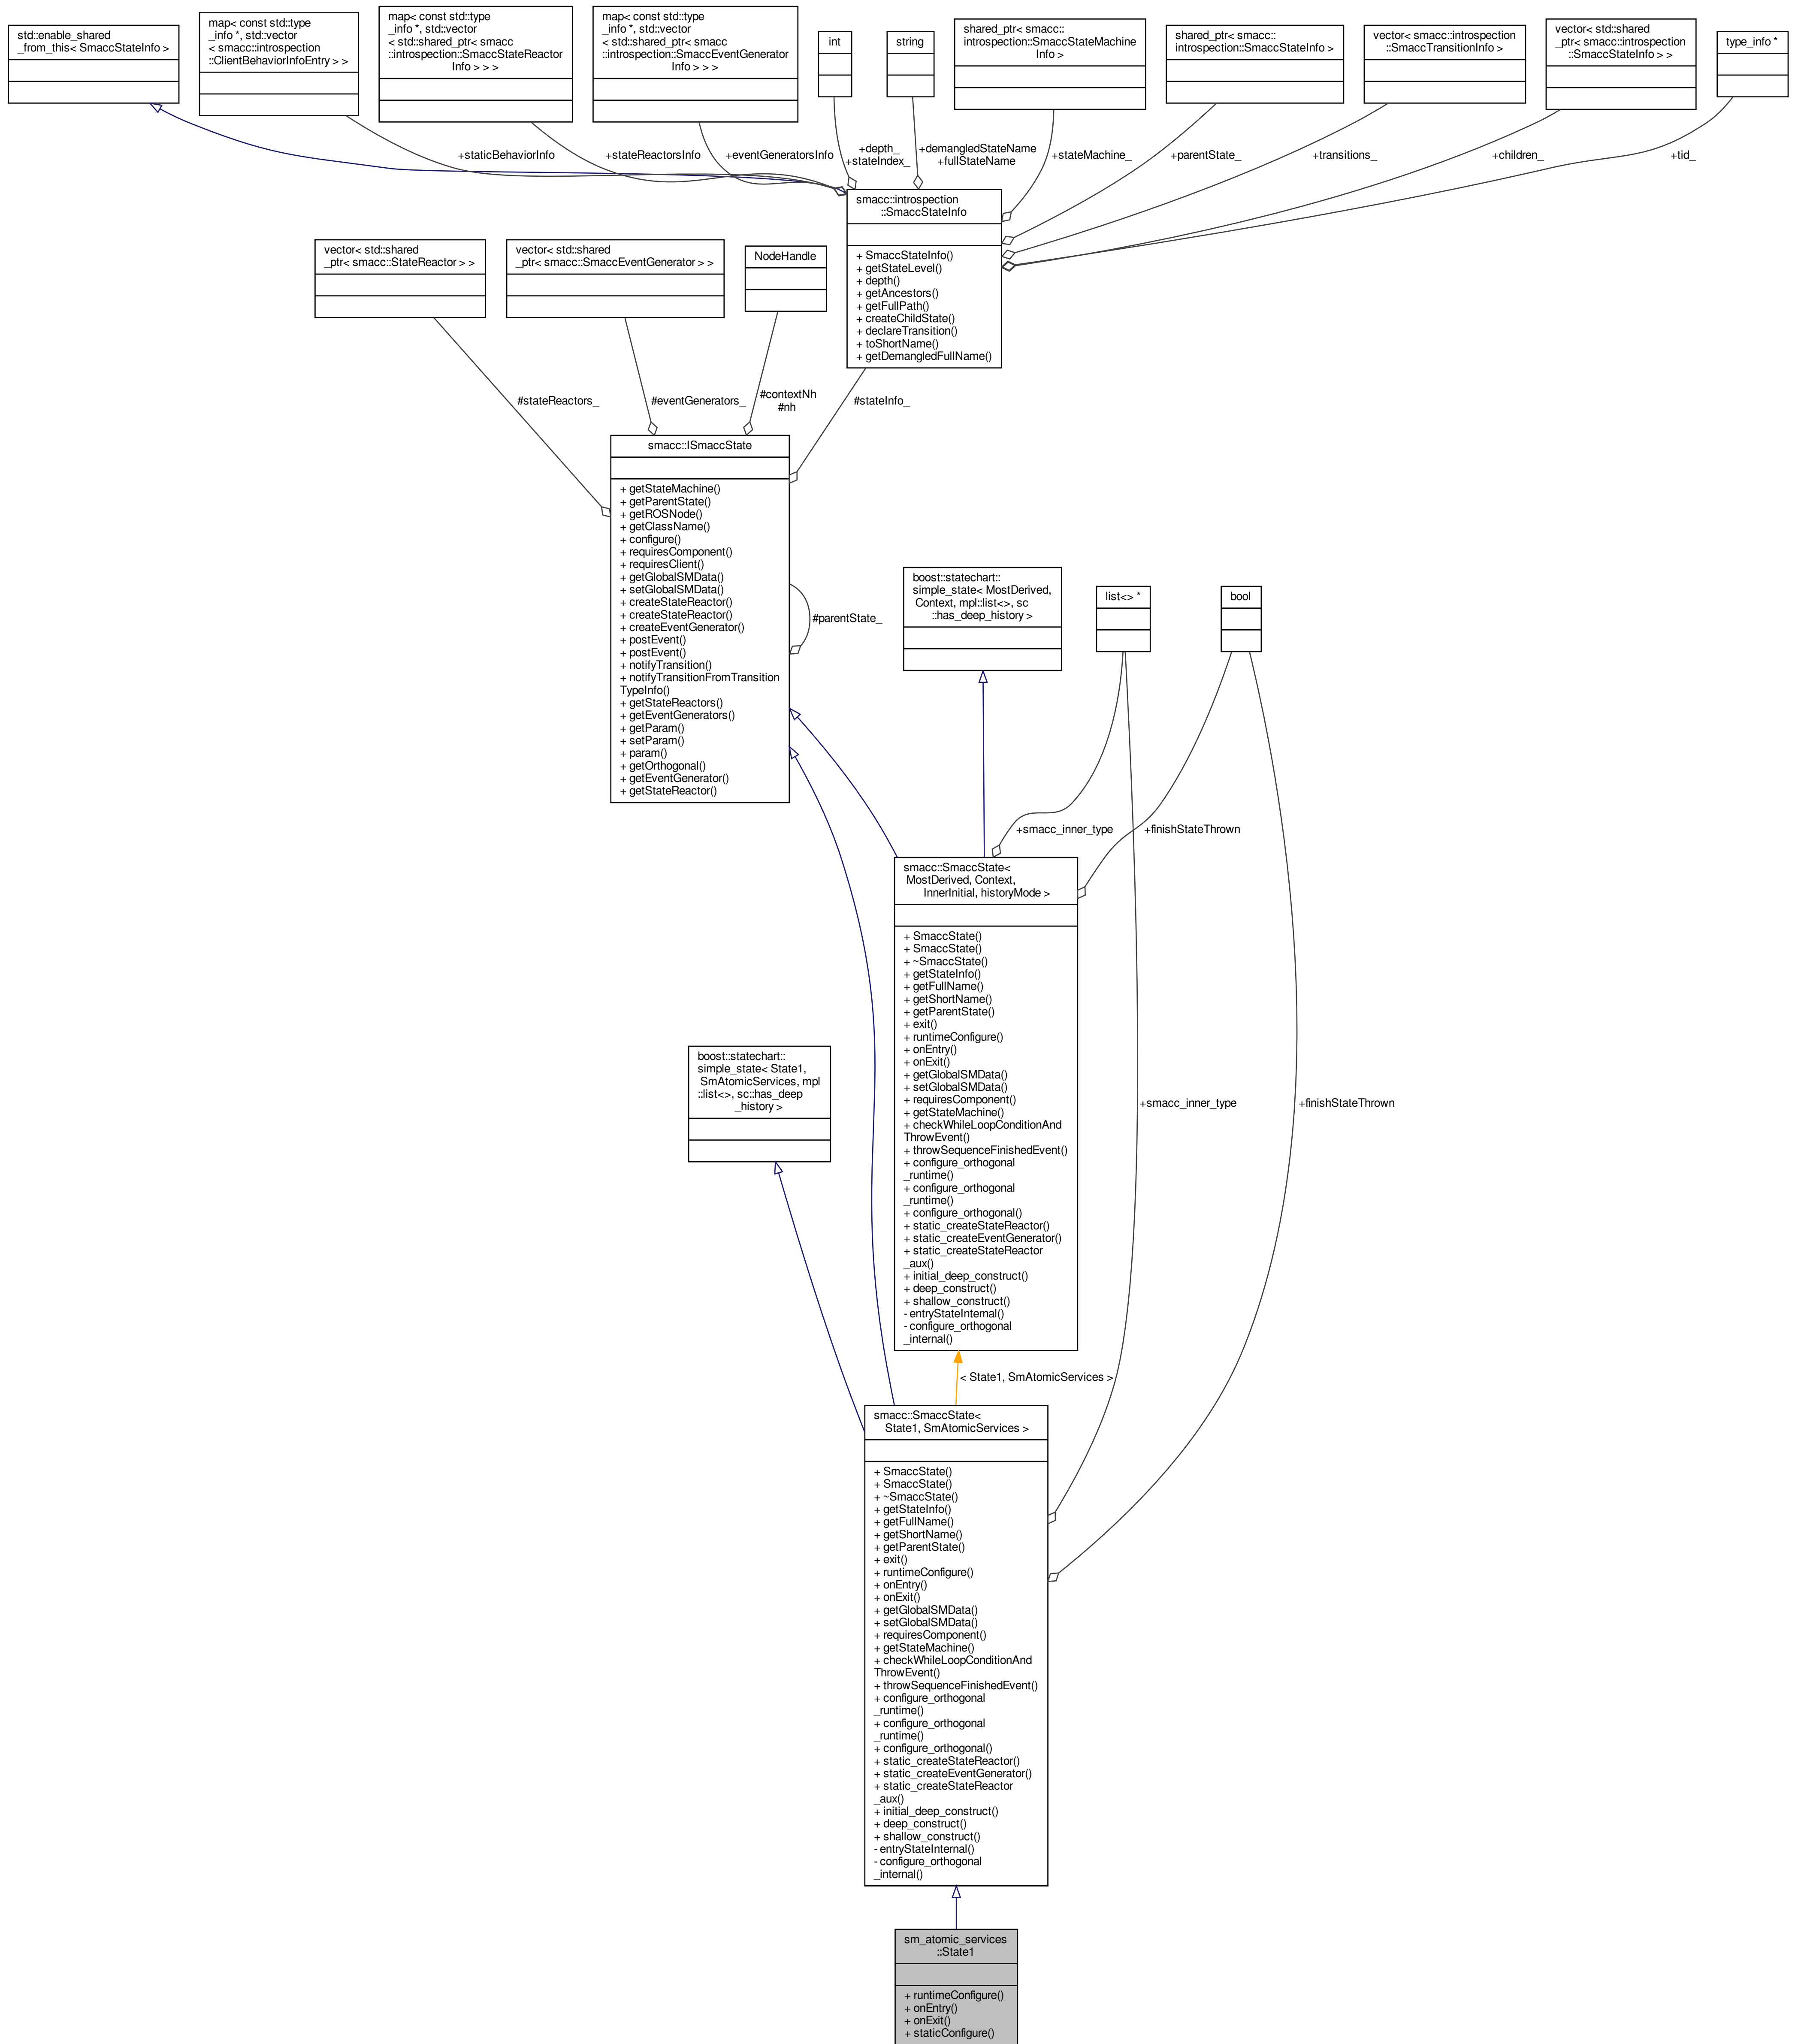 std::enable_shared
_from_this< SmaccStateInfo >
map< const std::type
_info *, std::vector
< smacc::introspection
::ClientBehaviorInfoEntry > >
map< const std::type
_info *, std::vector
< std::shared_ptr< smacc
::introspection::SmaccStateReactor
Info > > >
map< const std::type
_info *, std::vector
< std::shared_ptr< smacc
::introspection::SmaccEventGenerator
Info > > >
int
string
shared_ptr< smacc::
introspection::SmaccStateMachine
Info >
shared_ptr< smacc::
introspection::SmaccStateInfo >
vector< smacc::introspection
::SmaccTransitionInfo >
vector< std::shared
_ptr< smacc::introspection
::SmaccStateInfo > >
type_info *
+staticBehaviorInfo
+stateReactorsInfo
+eventGeneratorsInfo
+depth_
+stateIndex_
+demangledStateName
+fullStateName
+stateMachine_
+parentState_
+transitions_
+children_
+tid_
smacc::introspection
::SmaccStateInfo
+ SmaccStateInfo()
+ getStateLevel()
+ depth()
+ getAncestors()
+ getFullPath()
+ createChildState()
+ declareTransition()
+ toShortName()
+ getDemangledFullName()
vector< std::shared
_ptr< smacc::StateReactor > >
vector< std::shared
_ptr< smacc::SmaccEventGenerator > >
NodeHandle
#stateReactors_
#eventGenerators_
#contextNh
#nh
#stateInfo_
smacc::ISmaccState
+ getStateMachine()
+ getParentState()
+ getROSNode()
+ getClassName()
+ configure()
+ requiresComponent()
+ requiresClient()
+ getGlobalSMData()
+ setGlobalSMData()
+ createStateReactor()
+ createStateReactor()
+ createEventGenerator()
+ postEvent()
+ postEvent()
+ notifyTransition()
+ notifyTransitionFromTransition
TypeInfo()
+ getStateReactors()
+ getEventGenerators()
+ getParam()
+ setParam()
+ param()
+ getOrthogonal()
+ getEventGenerator()
+ getStateReactor()
#parentState_
boost::statechart::
simple_state< MostDerived,
Context, mpl::list<>, sc
::has_deep_history >
list<> *
bool
+smacc_inner_type
+finishStateThrown
smacc::SmaccState<
MostDerived, Context,
InnerInitial, historyMode >
+ SmaccState()
+ SmaccState()
+ ~SmaccState()
+ getStateInfo()
+ getFullName()
+ getShortName()
+ getParentState()
+ exit()
+ runtimeConfigure()
+ onEntry()
+ onExit()
+ getGlobalSMData()
+ setGlobalSMData()
+ requiresComponent()
+ getStateMachine()
+ checkWhileLoopConditionAnd
ThrowEvent()
+ throwSequenceFinishedEvent()
+ configure_orthogonal
_runtime()
+ configure_orthogonal
_runtime()
+ configure_orthogonal()
+ static_createStateReactor()
+ static_createEventGenerator()
+ static_createStateReactor
_aux()
+ initial_deep_construct()
+ deep_construct()
+ shallow_construct()
- entryStateInternal()
- configure_orthogonal
_internal()
boost::statechart::
simple_state< State1,
SmAtomicServices, mpl
::list<>, sc::has_deep
_history >
+smacc_inner_type
+finishStateThrown
< State1, SmAtomicServices >
smacc::SmaccState<
State1, SmAtomicServices >
+ SmaccState()
+ SmaccState()
+ ~SmaccState()
+ getStateInfo()
+ getFullName()
+ getShortName()
+ getParentState()
+ exit()
+ runtimeConfigure()
+ onEntry()
+ onExit()
+ getGlobalSMData()
+ setGlobalSMData()
+ requiresComponent()
+ getStateMachine()
+ checkWhileLoopConditionAnd
ThrowEvent()
+ throwSequenceFinishedEvent()
+ configure_orthogonal
_runtime()
+ configure_orthogonal
_runtime()
+ configure_orthogonal()
+ static_createStateReactor()
+ static_createEventGenerator()
+ static_createStateReactor
_aux()
+ initial_deep_construct()
+ deep_construct()
+ shallow_construct()
- entryStateInternal()
- configure_orthogonal
_internal()
sm_atomic_services
::State1
+ runtimeConfigure()
+ onEntry()
+ onExit()
+ staticConfigure()